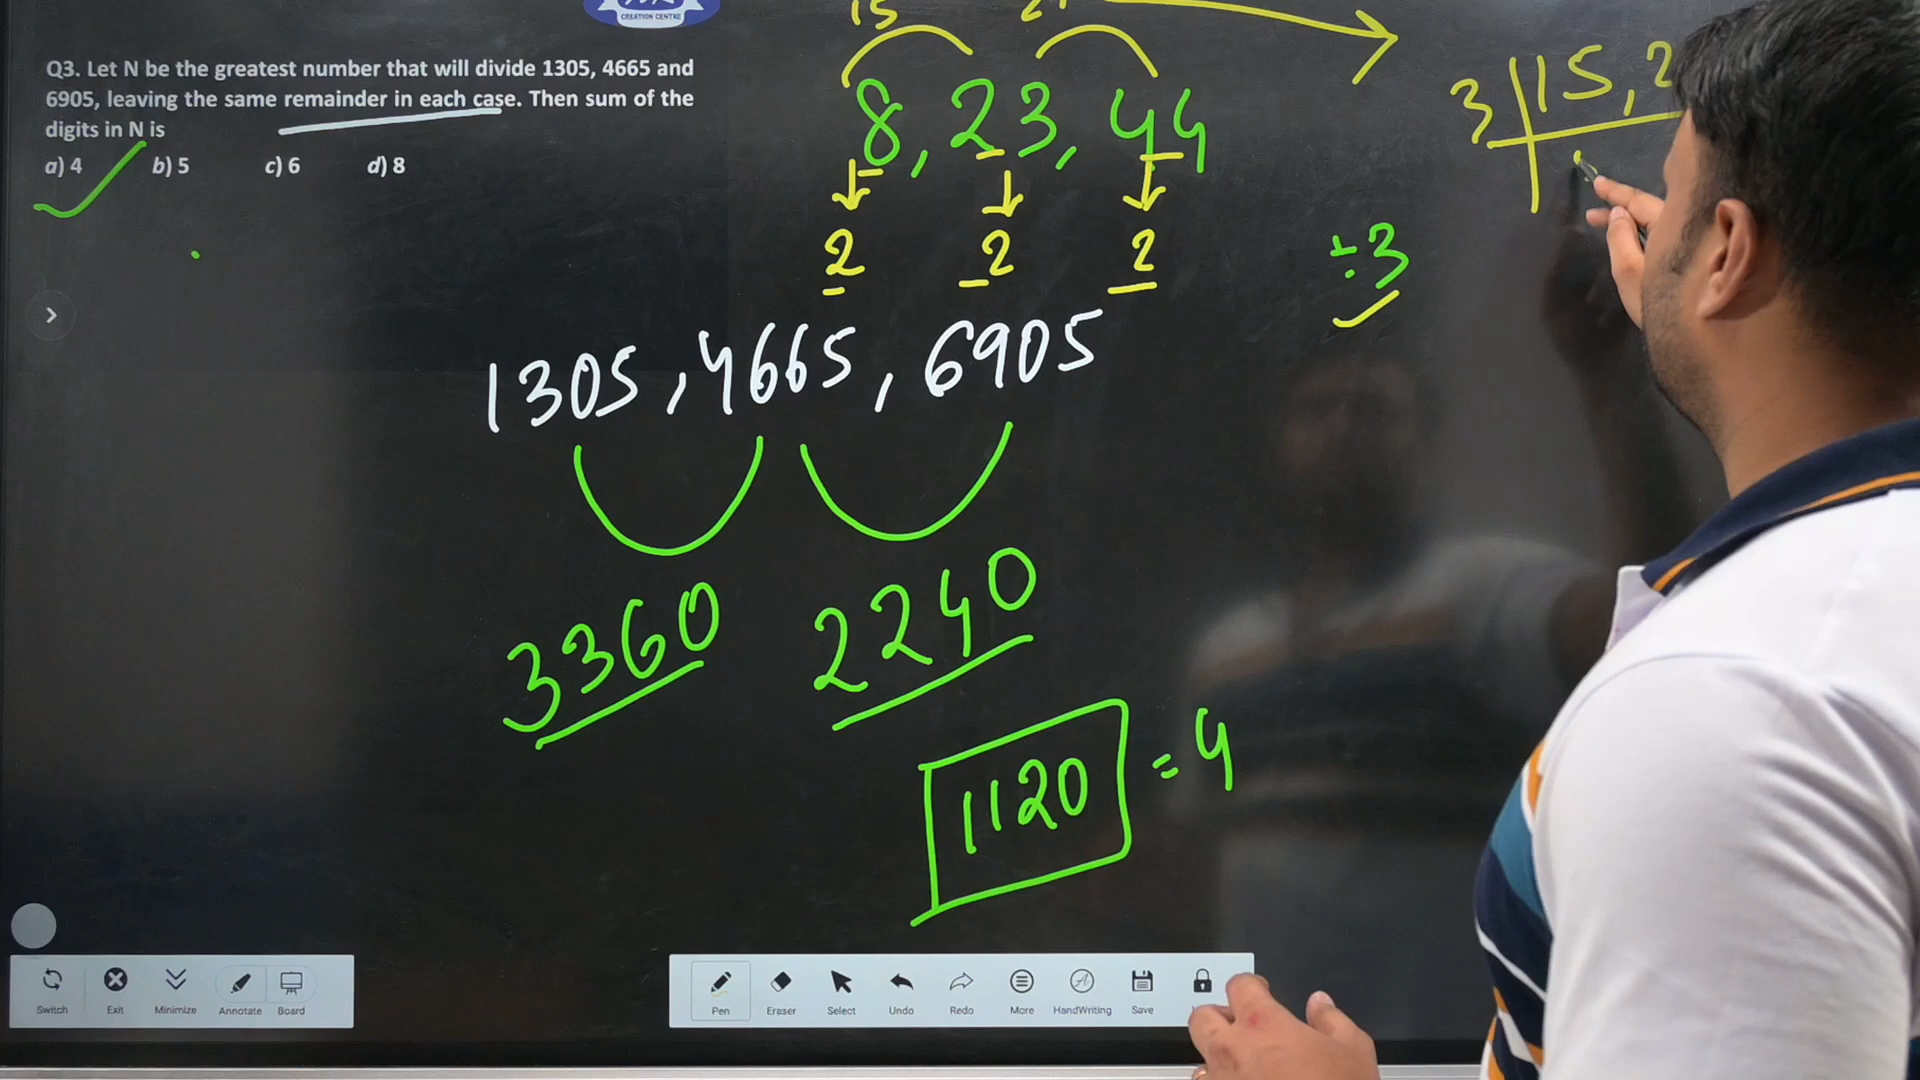 CREATION CENTRE
Q3. Let N be the greatest number that will divide 1305, 4665 and
6905, leaving the same remainder in each case. Then sum of the
digits in N is
a) 4 b) 5 c) 6 d) 8
15
8, 23, 44
2 2 2
3 15, 2
÷3
1305, 4665, 6905
3360 2240
1120 = 4
Switch Exit Minimize Annotate Board
Pen Eraser Select Undo Redo More HandWriting Save